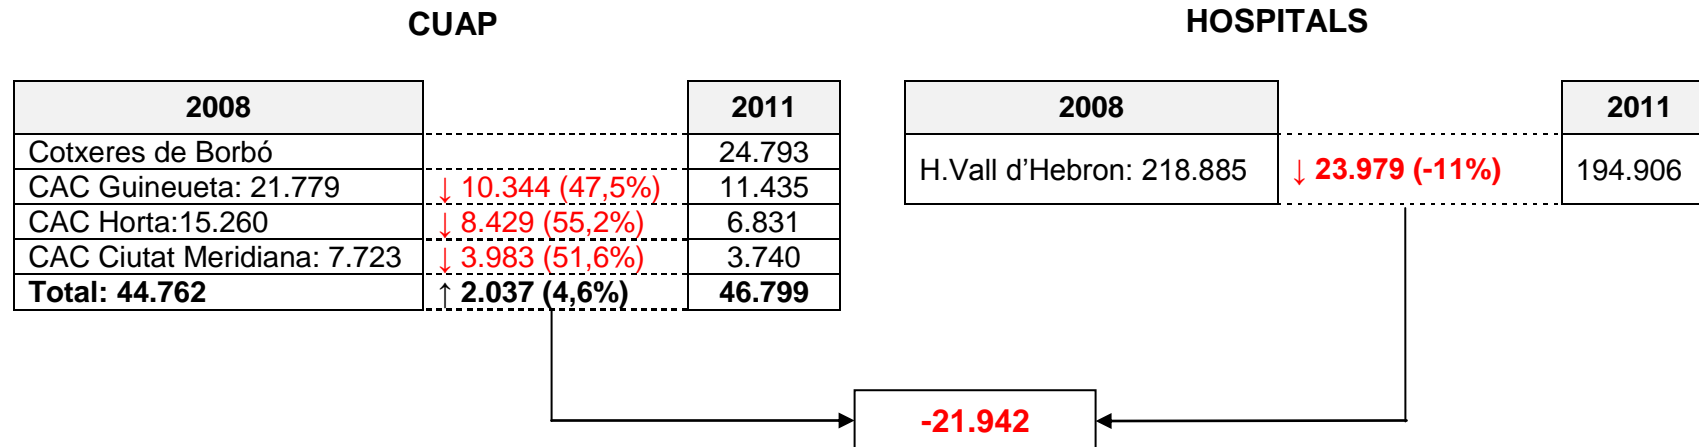 CUAP
2008 2011
Cotxeres de Borbó 24.793
CAC Guineueta: 21.779 ↓ 10.344 (47,5%) 11.435
CAC Horta:15.260 ↓ 8.429 (55,2%) 6.831
CAC Ciutat Meridiana: 7.723 ↓ 3.983 (51,6%) 3.740
Total: 44.762 ↑ 2.037 (4,6%) 46.799
HOSPITALS
2008 2011
H.Vall d’Hebron: 218.885 ↓ 23.979 (-11%) 194.906
-21.942